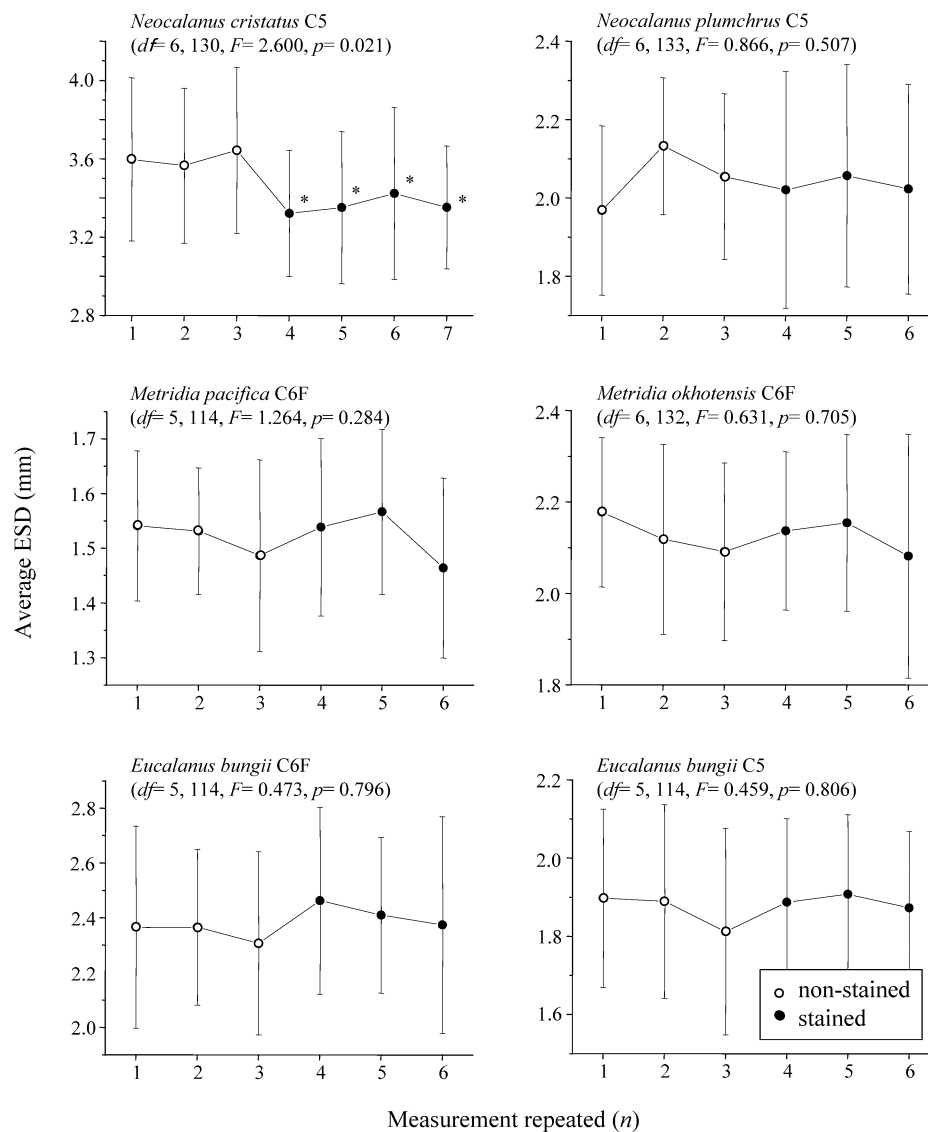 Neocalanus cristatus C5
(df= 6, 130, F= 2.600, p= 0.021)
4.0
3.6
3.2
2.8
* * * *
1 2 3 4 5 6 7
Neocalanus plumchrus C5
(df= 6, 133, F= 0.866, p= 0.507)
2.4
2.2
2.0
1.8
1 2 3 4 5 6
Metridia pacifica C6F
(df= 5, 114, F= 1.264, p= 0.284)
1.7
1.6
1.5
1.4
1.3
1 2 3 4 5 6
Metridia okhotensis C6F
(df= 6, 132, F= 0.631, p= 0.705)
2.4
2.2
2.0
1.8
1 2 3 4 5 6
Average ESD (mm)
Eucalanus bungii C6F
(df= 5, 114, F= 0.473, p= 0.796)
2.8
2.6
2.4
2.2
2.0
1 2 3 4 5 6
Eucalanus bungii C5
(df= 5, 114, F= 0.459, p= 0.806)
2.2
2.0
1.8
1.6
1 2 3 4 5 6
non-stained
stained
Measurement repeated (n)